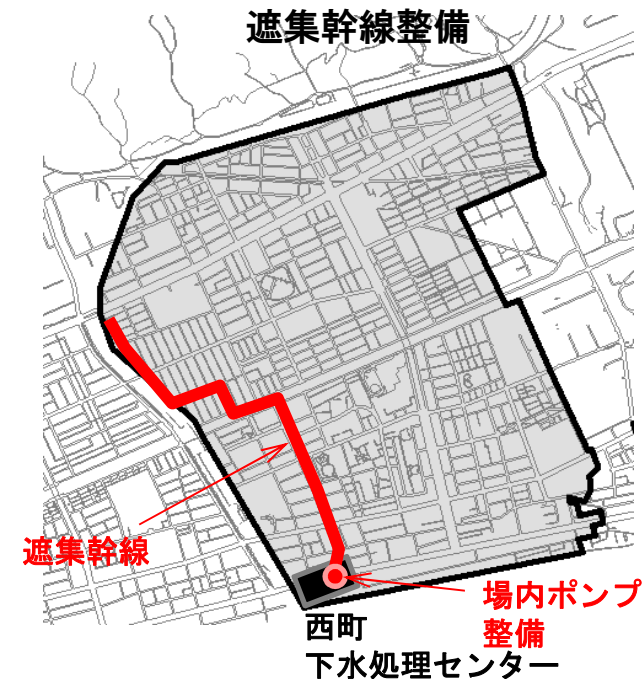 遮集幹線整備
遮集幹線
場内ポンプ
整備
西町
下水処理センター